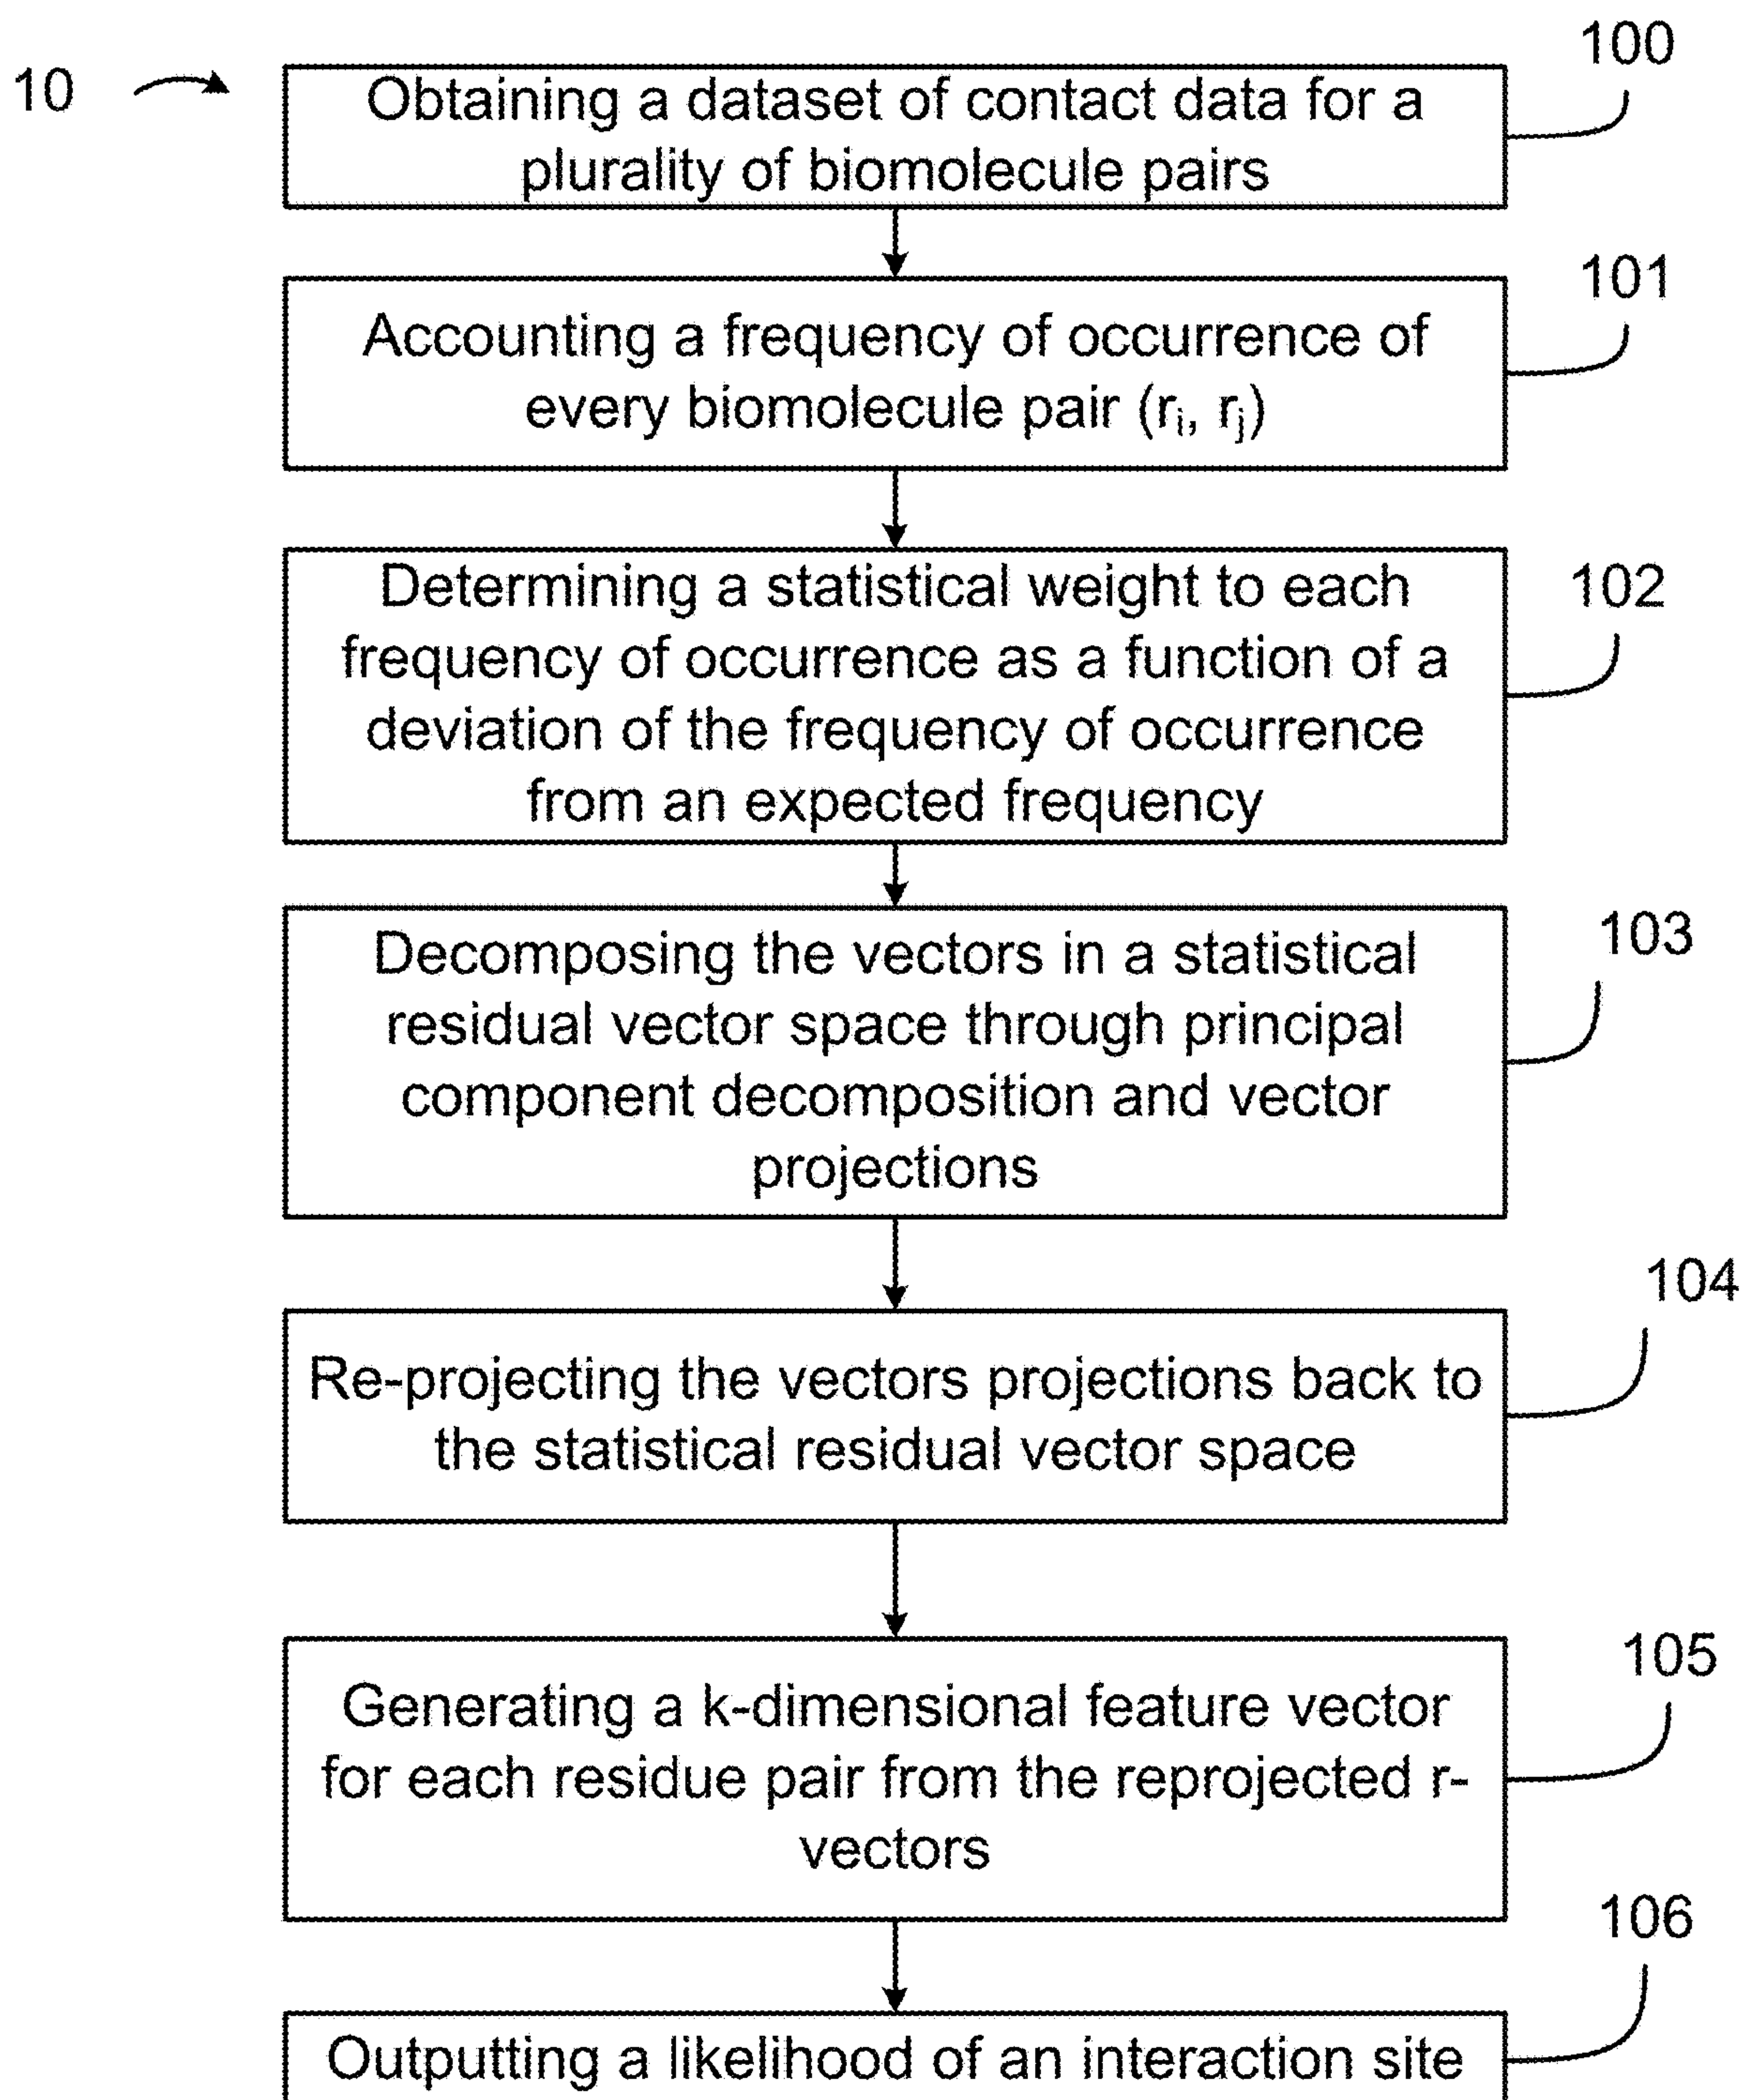 10
100
Obtaining a dataset of contact data for a
plurality of biomolecule pairs
101
Accounting a frequency of occurrence of
every biomolecule pair (rᵢ, rⱼ)
102
Determining a statistical weight to each
frequency of occurrence as a function of a
deviation of the frequency of occurrence
from an expected frequency
103
Decomposing the vectors in a statistical
residual vector space through principal
component decomposition and vector
projections
104
Re-projecting the vectors projections back to
the statistical residual vector space
105
Generating a k-dimensional feature vector
for each residue pair from the reprojected r-
vectors
106
Outputting a likelihood of an interaction site